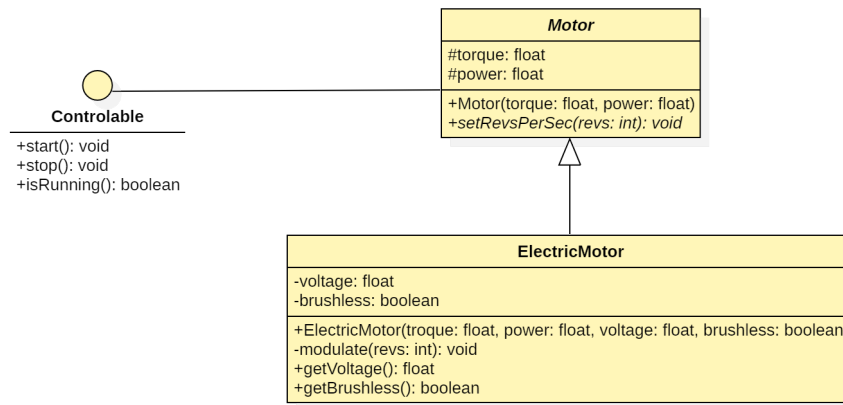 Motor
#torque: float
#power: float
+Motor(torque: float, power: float)
+setRevsPerSec(revs: int): void
Controlable
+start(): void
+stop(): void
+isRunning(): boolean
ElectricMotor
-voltage: float
-brushless: boolean
+ElectricMotor(troque: float, power: float, voltage: float, brushless: boolean
-modulate(revs: int): void
+getVoltage(): float
+getBrushless(): boolean